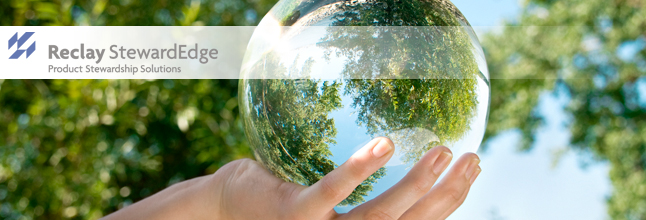 Reclay StewardEdge
Product Stewardship Solutions